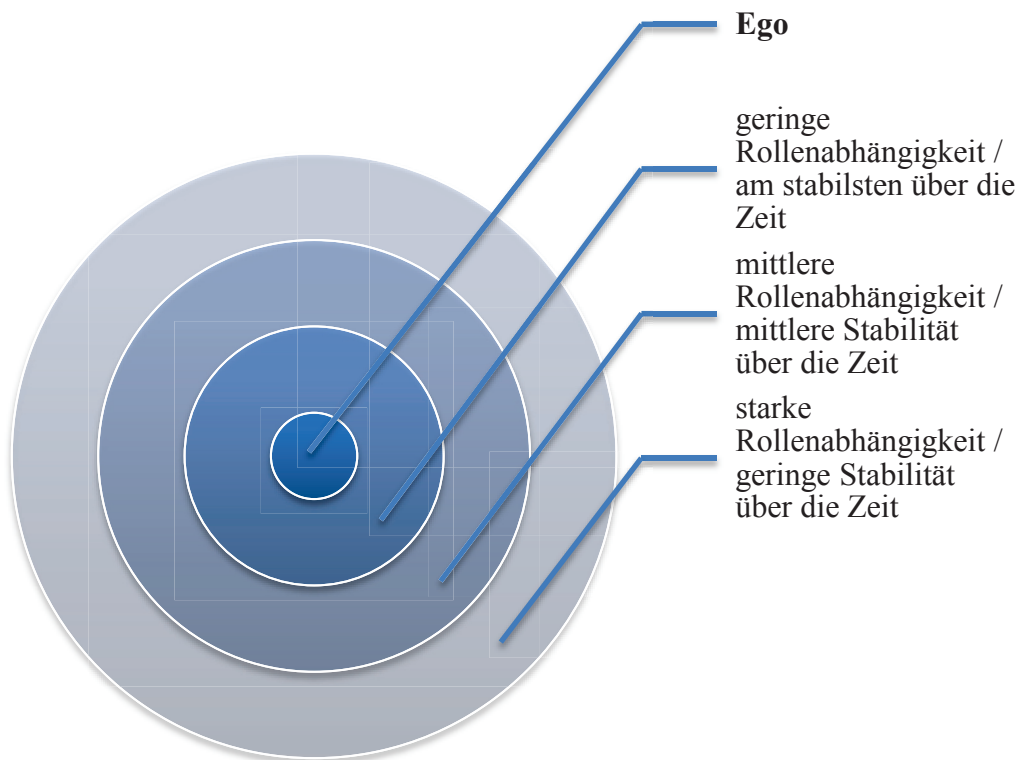 Ego
geringe
Rollenabhängigkeit /
am stabilsten über die
Zeit
mittlere
Rollenabhängigkeit /
mittlere Stabilität
über die Zeit
starke
Rollenabhängigkeit /
geringe Stabilität
über die Zeit